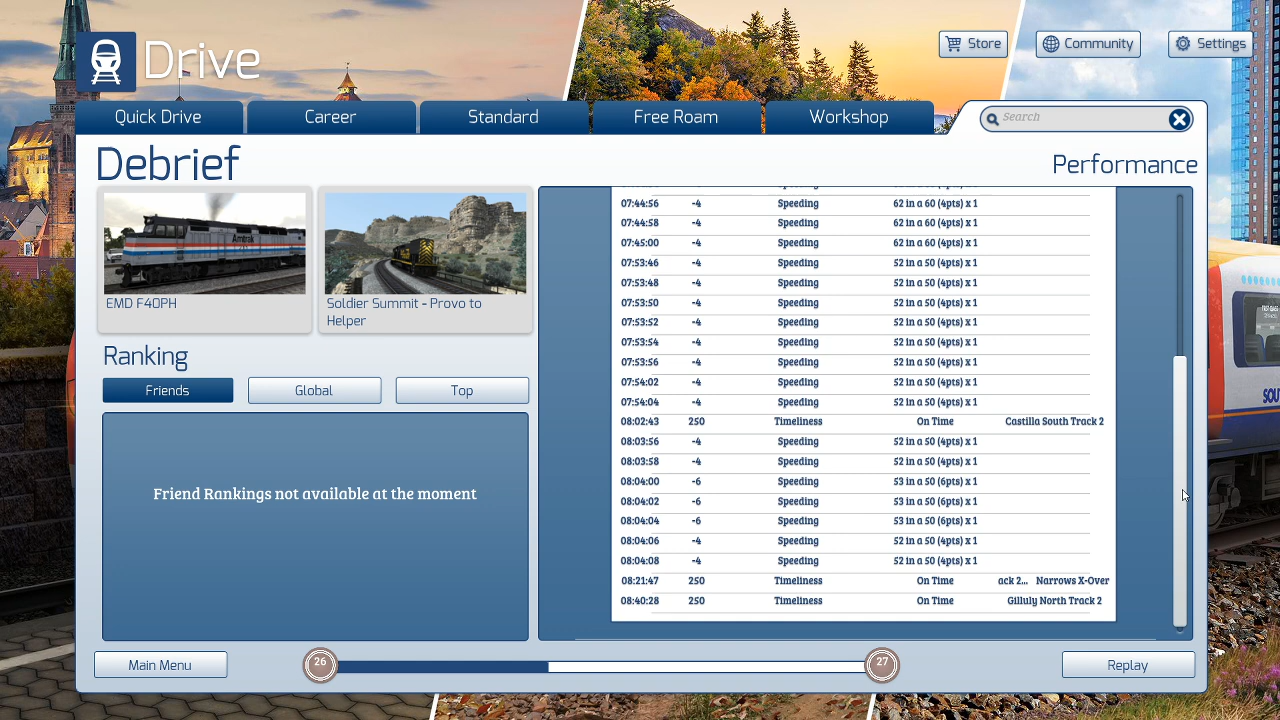 Drive
Store
Community
Settings
Quick Drive
Career
Standard
Free Roam
Workshop
Search
Debrief
Performance
Amtrak
EMD F40PH
Soldier Summit - Provo to
Helper
Ranking
Friends
Global
Top
Friend Rankings not available at the moment
07:44:56 -4 Speeding 62 in a 60 (4pts) x 1
07:44:58 -4 Speeding 62 in a 60 (4pts) x 1
07:45:00 -4 Speeding 62 in a 60 (4pts) x 1
07:53:46 -4 Speeding 52 in a 50 (4pts) x 1
07:53:48 -4 Speeding 52 in a 50 (4pts) x 1
07:53:50 -4 Speeding 52 in a 50 (4pts) x 1
07:53:52 -4 Speeding 52 in a 50 (4pts) x 1
07:53:54 -4 Speeding 52 in a 50 (4pts) x 1
07:53:56 -4 Speeding 52 in a 50 (4pts) x 1
07:54:02 -4 Speeding 52 in a 50 (4pts) x 1
07:54:04 -4 Speeding 52 in a 50 (4pts) x 1
08:02:43 250 Timeliness On Time Castilla South Track 2
08:03:56 -4 Speeding 52 in a 50 (4pts) x 1
08:03:58 -4 Speeding 52 in a 50 (4pts) x 1
08:04:00 -6 Speeding 53 in a 50 (6pts) x 1
08:04:02 -6 Speeding 53 in a 50 (6pts) x 1
08:04:04 -6 Speeding 53 in a 50 (6pts) x 1
08:04:06 -4 Speeding 52 in a 50 (4pts) x 1
08:04:08 -4 Speeding 52 in a 50 (4pts) x 1
08:21:47 250 Timeliness On Time ack 2... Narrows X-Over
08:40:28 250 Timeliness On Time Gilluly North Track 2
Main Menu
26
27
Replay
SOU